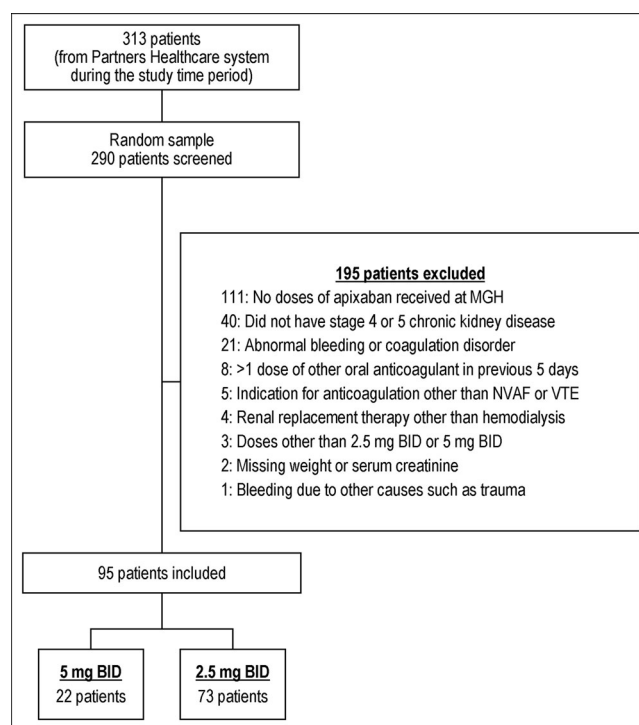 313 patients
(from Partners Healthcare system
during the study time period)
Random sample
290 patients screened
195 patients excluded
111: No doses of apixaban received at MGH
40: Did not have stage 4 or 5 chronic kidney disease
21: Abnormal bleeding or coagulation disorder
8: >1 dose of other oral anticoagulant in previous 5 days
5: Indication for anticoagulation other than NVAF or VTE
4: Renal replacement therapy other than hemodialysis
3: Doses other than 2.5 mg BID or 5 mg BID
2: Missing weight or serum creatinine
1: Bleeding due to other causes such as trauma
95 patients included
5 mg BID
22 patients
2.5 mg BID
73 patients